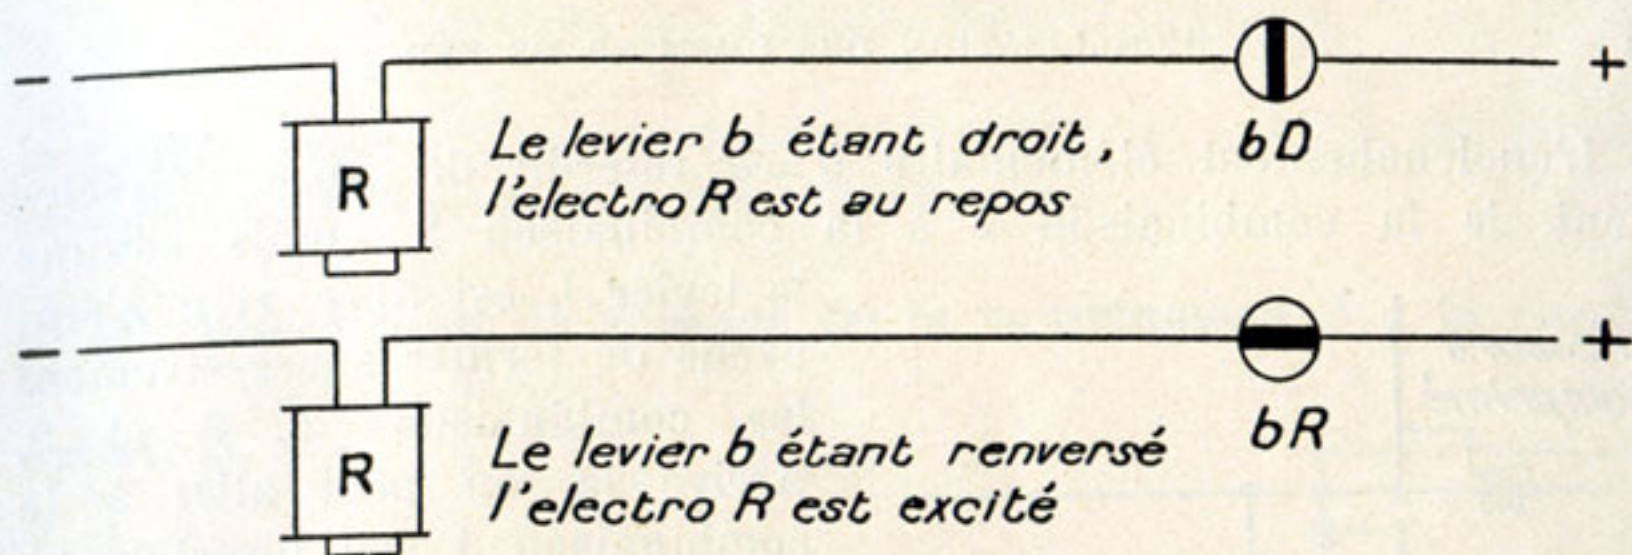 - +
bD
R
Le levier b étant droit,
l'electro R est au repos
- +
bR
R
Le levier b étant renversé
l'electro R est excité